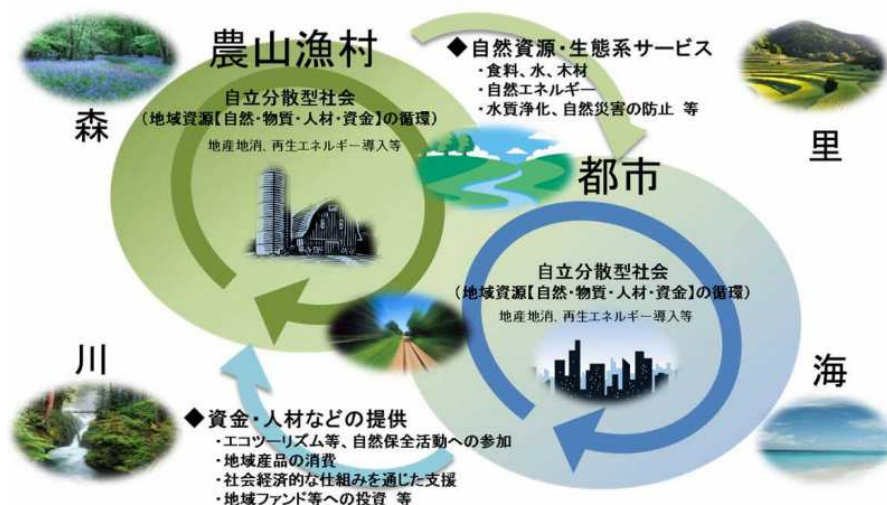 農山漁村
自立分散型社会
(地域資源【自然・物質・人材・資金】の循環)
地産地消、再生エネルギー導入等
◆自然資源・生態系サービス
・食料、水、木材
・自然エネルギー
・水質浄化、自然災害の防止 等
森
里
都市
自立分散型社会
(地域資源【自然・物質・人材・資金】の循環)
地産地消、再生エネルギー導入等
川
海
◆資金・人材などの提供
・エコツーリズム等、自然保全活動への参加
・地域産品の消費
・社会経済的な仕組みを通じた支援
・地域ファンド等への投資 等